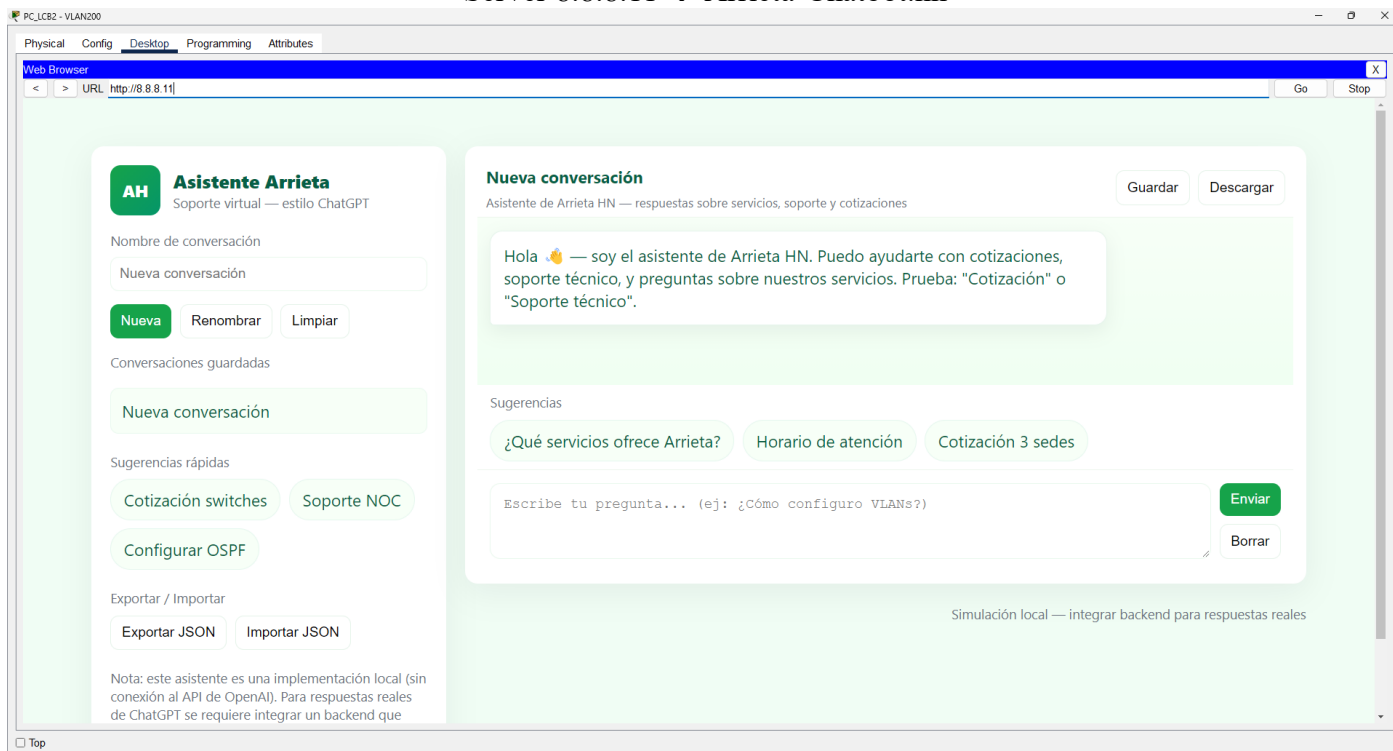 PC_LCB2 - VLAN200
Physical Config Desktop Programming Attributes
Web Browser
X
< > URL http://8.8.8.11 Go Stop
AH
Asistente Arrieta
Soporte virtual — estilo ChatGPT
Nombre de conversación
Nueva conversación
Nueva Renombrar Limpiar
Conversaciones guardadas
Nueva conversación
Sugerencias rápidas
Cotización switches Soporte NOC
Configurar OSPF
Exportar / Importar
Exportar JSON Importar JSON
Nota: este asistente es una implementación local (sin
conexión al API de OpenAI). Para respuestas reales
de ChatGPT se requiere integrar un backend que
Nueva conversación
Asistente de Arrieta HN — respuestas sobre servicios, soporte y cotizaciones
Guardar Descargar
Hola 👋 — soy el asistente de Arrieta HN. Puedo ayudarte con cotizaciones,
soporte técnico, y preguntas sobre nuestros servicios. Prueba: "Cotización" o
"Soporte técnico".
Sugerencias
¿Qué servicios ofrece Arrieta? Horario de atención Cotización 3 sedes
Escribe tu pregunta... (ej: ¿Cómo configuro VLANs?)
Enviar
Borrar
Simulación local — integrar backend para respuestas reales
Top